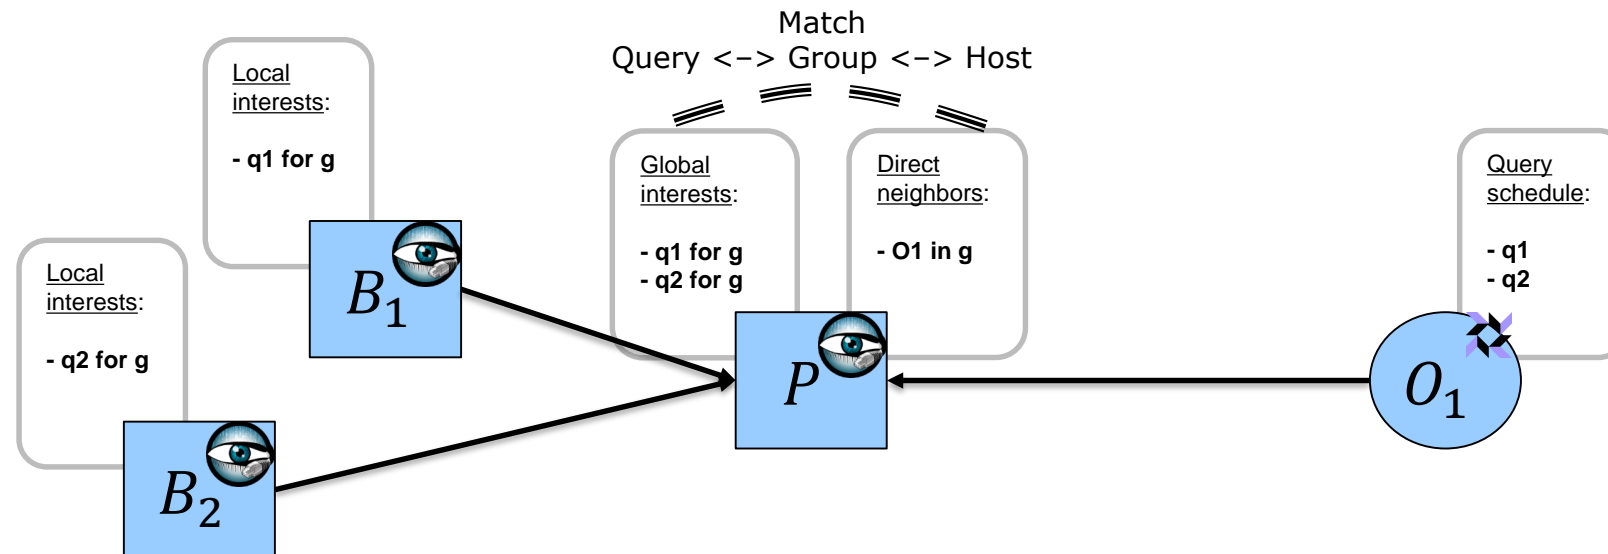 Match
Query <–> Group <–> Host
Local
interests:
- q1 for g
B1
Local
interests:
- q2 for g
B2
Global
interests:
- q1 for g
- q2 for g
Direct
neighbors:
- O1 in g
P
Query
schedule:
- q1
- q2
O1